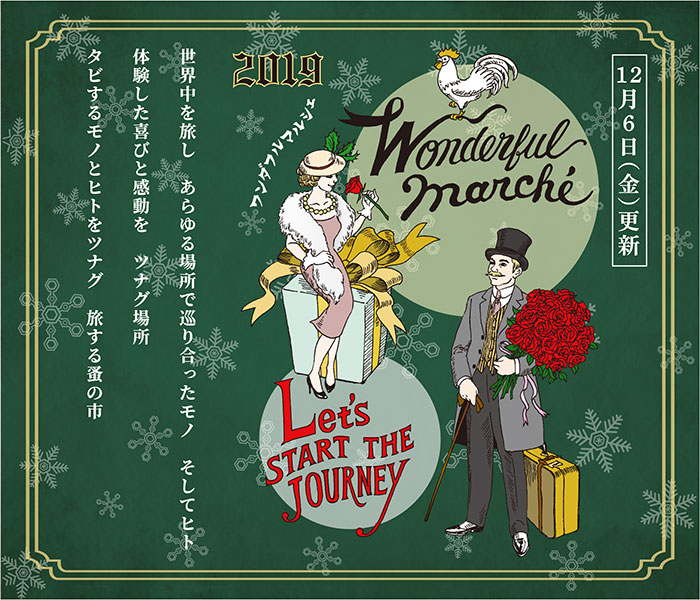 12月6日(金)更新
Wonderful
marché
2019
ワンダフルマルシェ
Let's
START THE
JOURNEY
世界中を旅し あらゆる場所で巡り合ったモノ そしてヒト
体験した喜びと感動を ツナグ場所
タビするモノとヒトをツナグ 旅する蚤の市